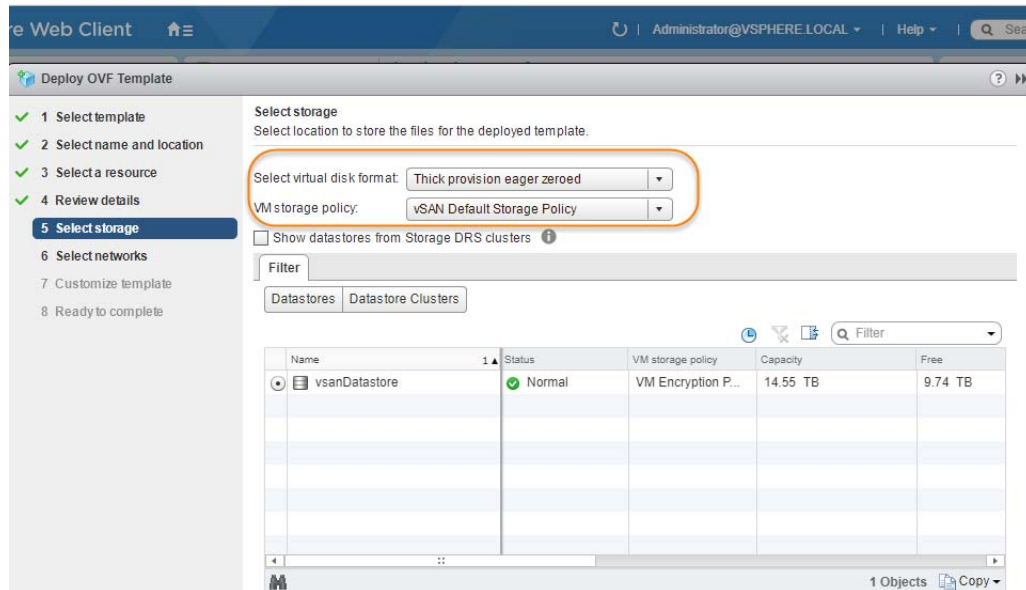 e Web Client
Administrator@VSPHERE.LOCAL | Help | Sea
Deploy OVF Template
1 Select template
2 Select name and location
3 Select a resource
4 Review details
5 Select storage
6 Select networks
7 Customize template
8 Ready to complete
Select storage
Select location to store the files for the deployed template.
Select virtual disk format: Thick provision eager zeroed
VM storage policy: vSAN Default Storage Policy
Show datastores from Storage DRS clusters
Filter
Datastores Datastore Clusters
Filter
Name 1 Status VM storage policy Capacity Free
vsanDatastore Normal VM Encryption P... 14.55 TB 9.74 TB
1 Objects Copy